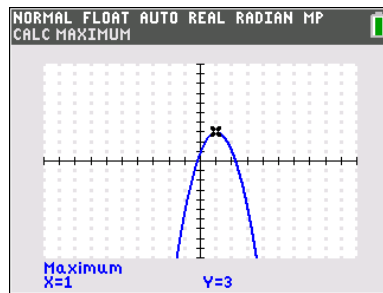 NORMAL FLOAT AUTO REAL RADIAN MP
CALC MAXIMUM
Maximum
X=1 Y=3